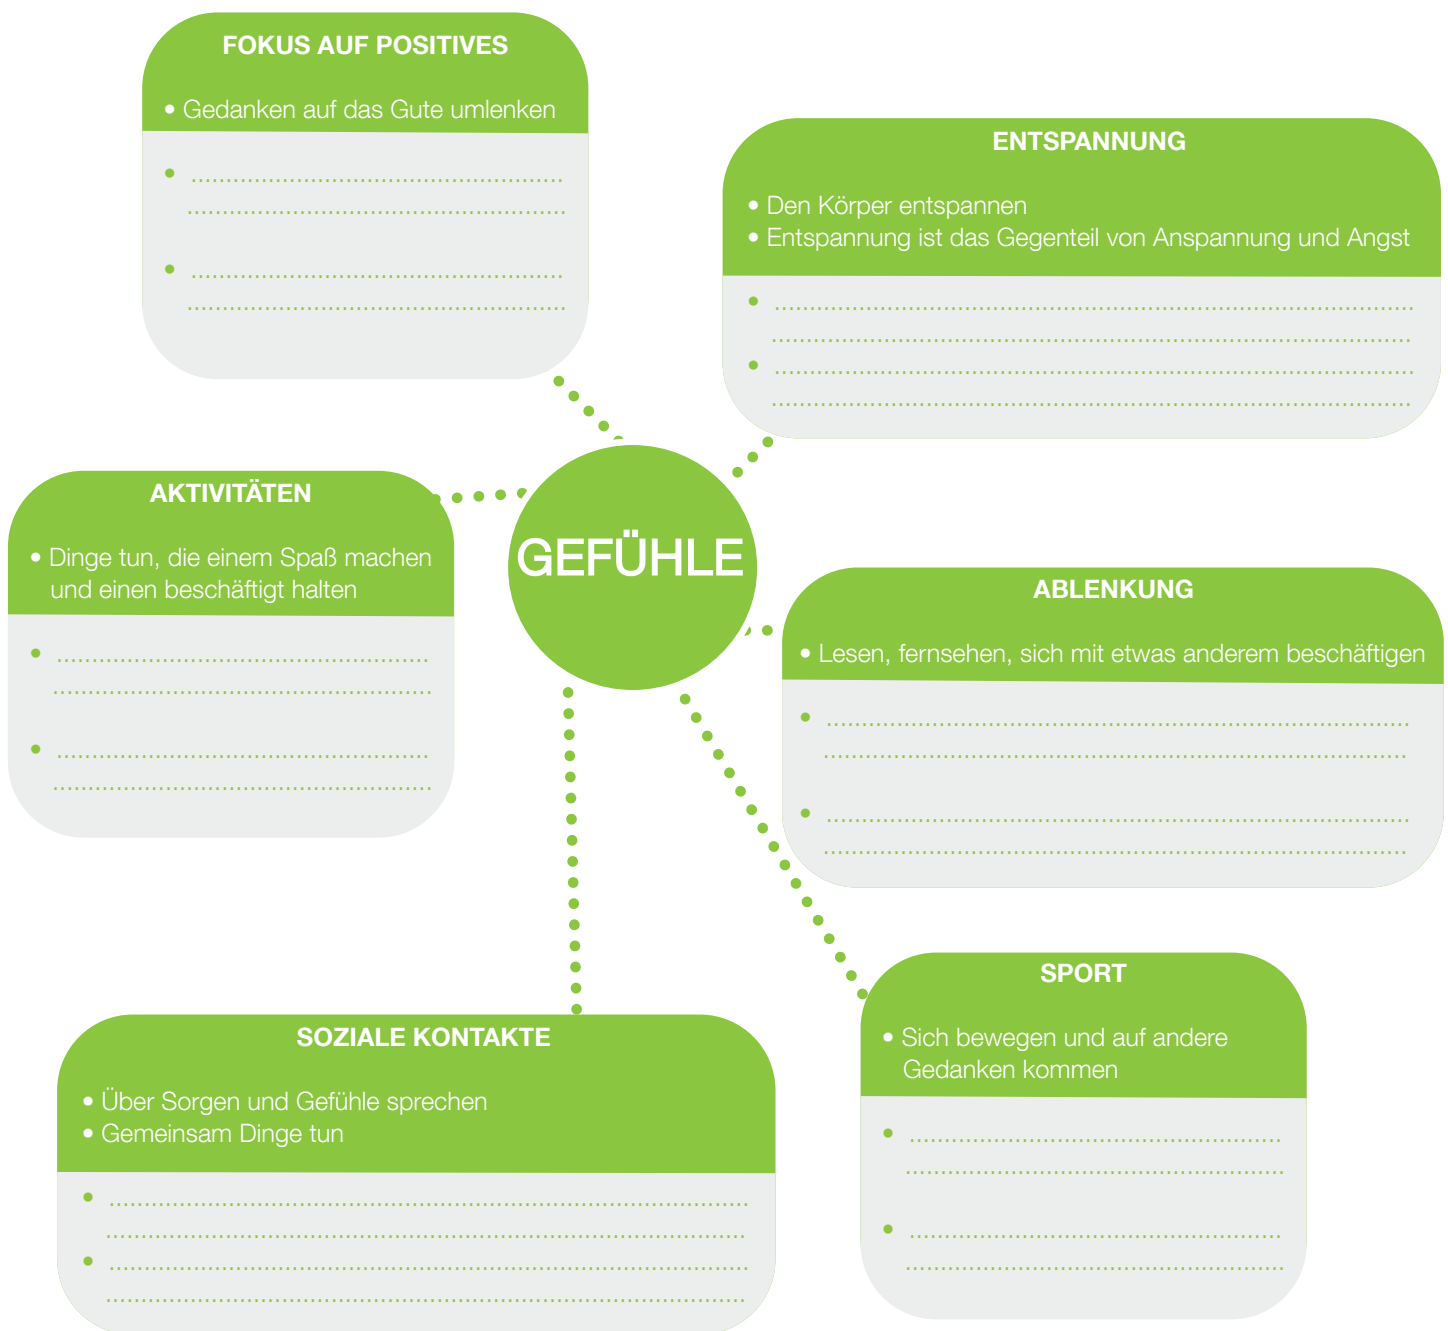 FOKUS AUF POSITIVES
• Gedanken auf das Gute umlenken
ENTSPANNUNG
• Den Körper entspannen
• Entspannung ist das Gegenteil von Anspannung und Angst
AKTIVITÄTEN
• Dinge tun, die einem Spaß machen
und einen beschäftigt halten
GEFÜHLE
ABLENKUNG
• Lesen, fernsehen, sich mit etwas anderem beschäftigen
SPORT
• Sich bewegen und auf andere
Gedanken kommen
SOZIALE KONTAKTE
• Über Sorgen und Gefühle sprechen
• Gemeinsam Dinge tun